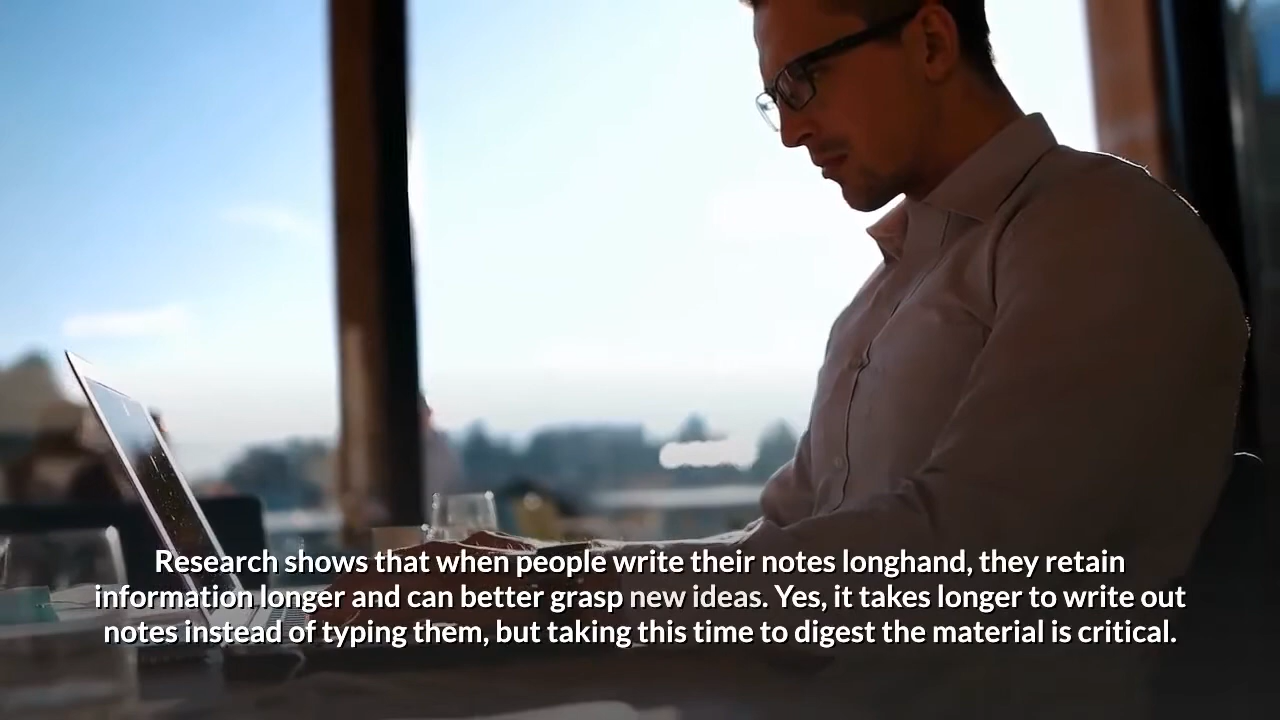 Research shows that when people write their notes longhand, they retain
information longer and can better grasp new ideas. Yes, it takes longer to write out
notes instead of typing them, but taking this time to digest the material is critical.